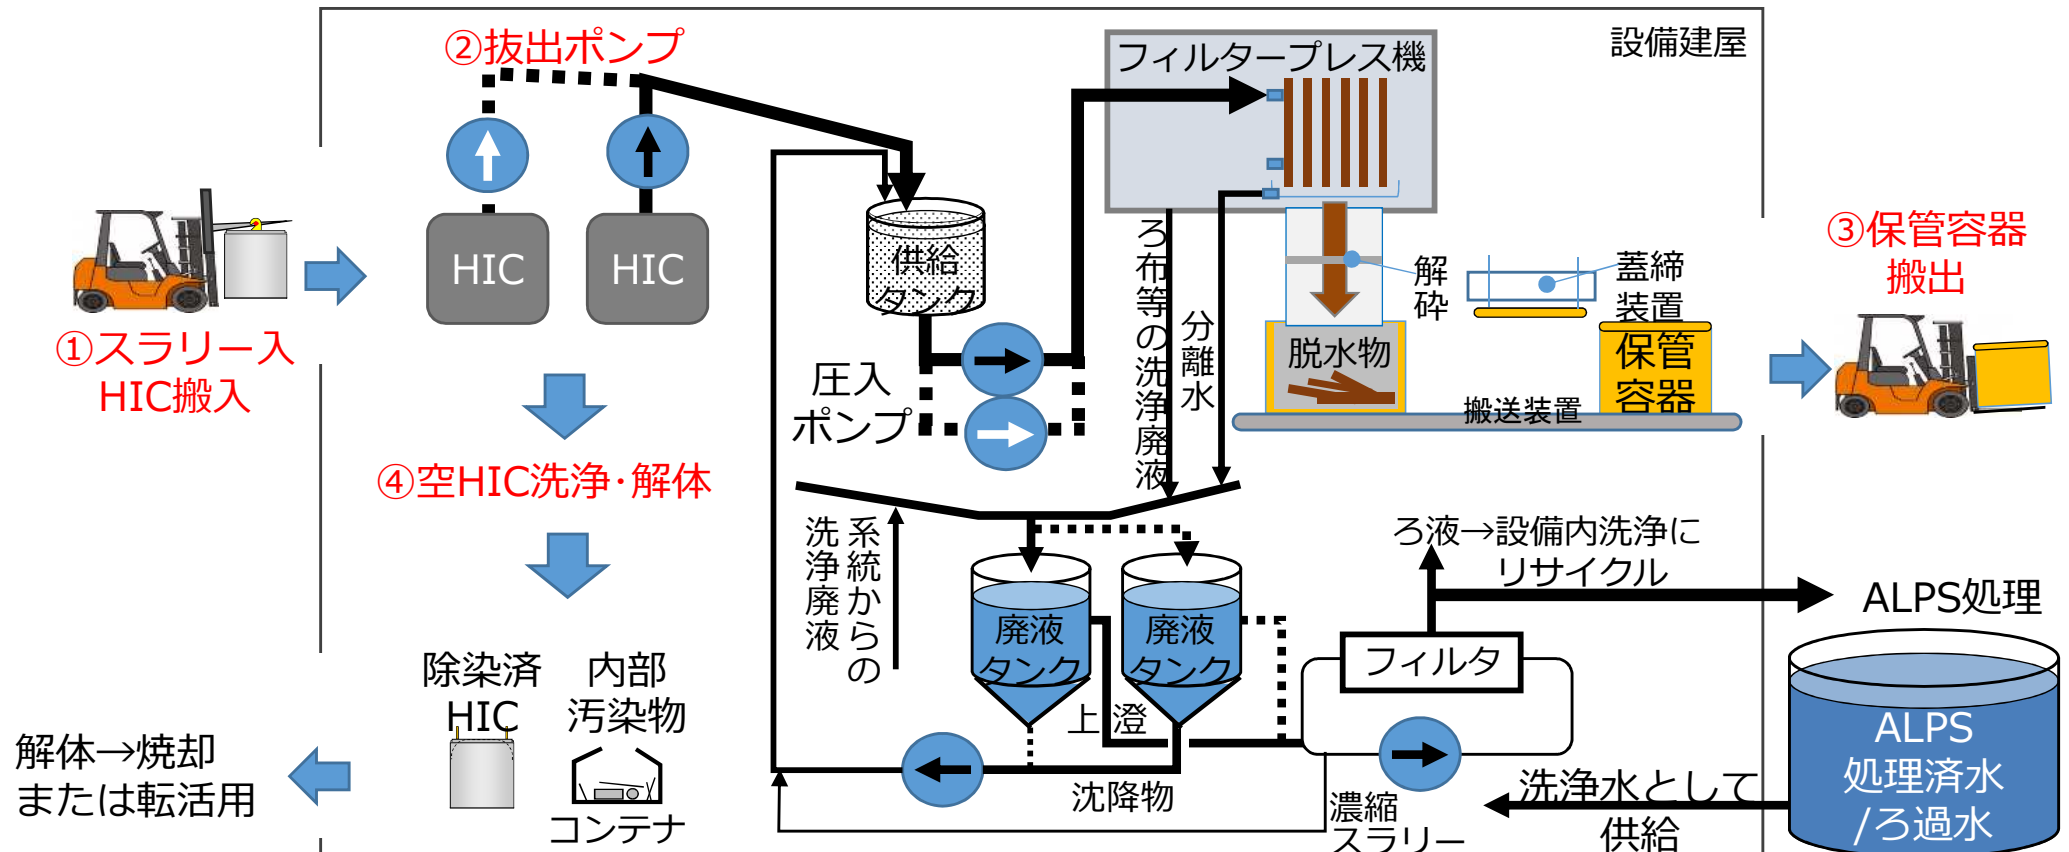 設備建屋
②抜出ポンプ
フィルタープレス機
HIC
HIC
①スラリー入
HIC搬入
供給
タンク
圧入
ポンプ
ろ布等の洗浄廃液
分離水
解砕
蓋締
装置
脱水物
保管
容器
搬送装置
③保管容器
搬出
④空HIC洗浄・解体
系統からの
洗浄廃液
廃液
タンク
廃液
タンク
上澄
沈降物
ろ液→設備内洗浄に
リサイクル
フィルタ
濃縮
スラリー
ALPS処理
ALPS
処理済水
/ろ過水
洗浄水として
供給
除染済
HIC
内部
汚染物
コンテナ
解体→焼却
または転活用